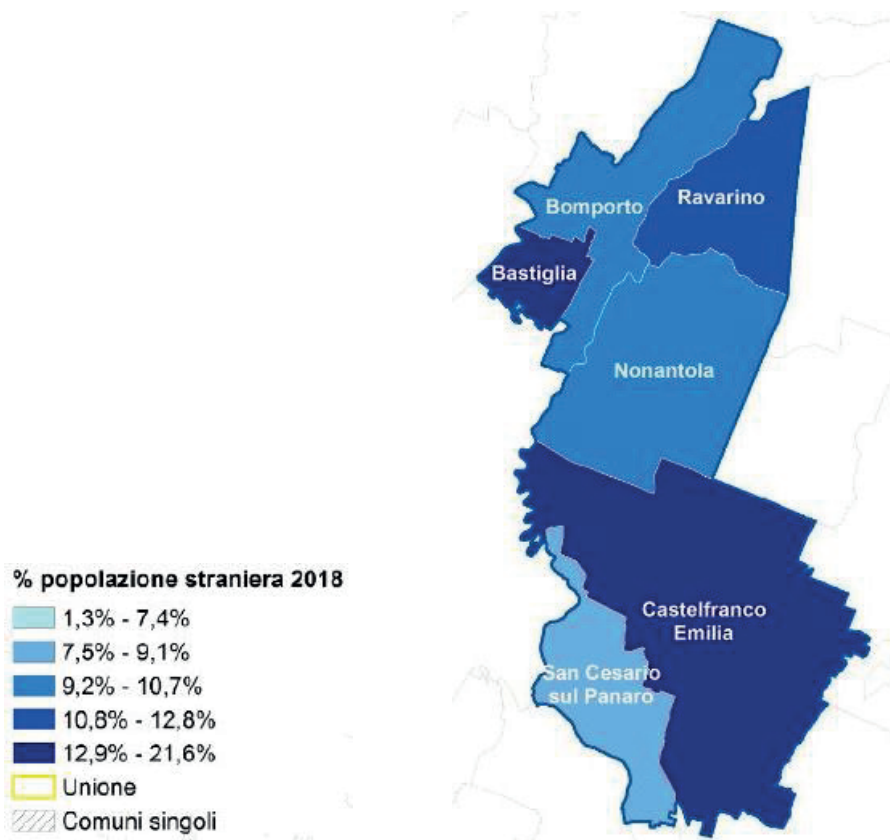 Bomporto
Ravarino
Bastiglia
Nonantola
Castelfranco
Emilia
San Cesario
sul Panaro
% popolazione straniera 2018
1,3% - 7,4%
7,5% - 9,1%
9,2% - 10,7%
10,8% - 12,8%
12,9% - 21,6%
Unione
Comuni singoli